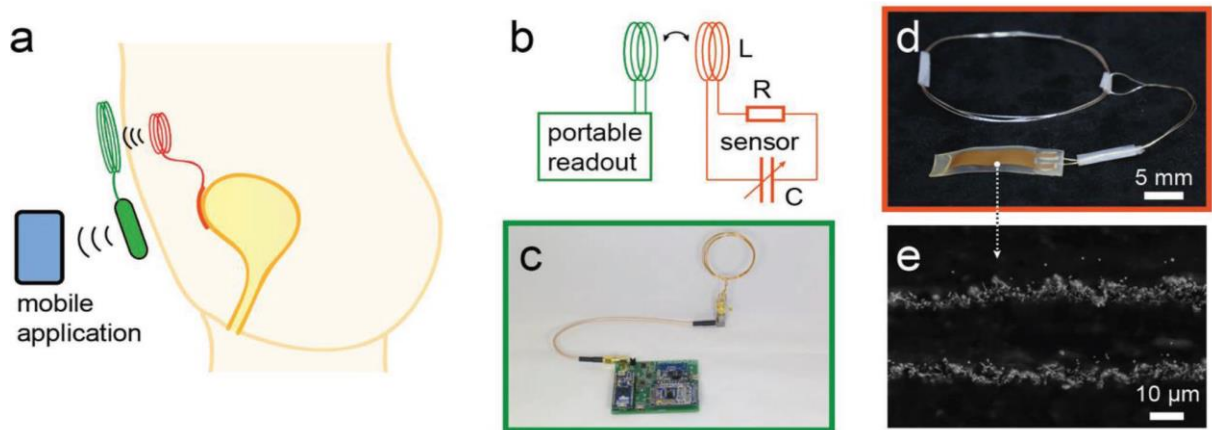 a
mobile
application
b
L
R
portable
readout
sensor
C
c
d
5 mm
e
10 µm